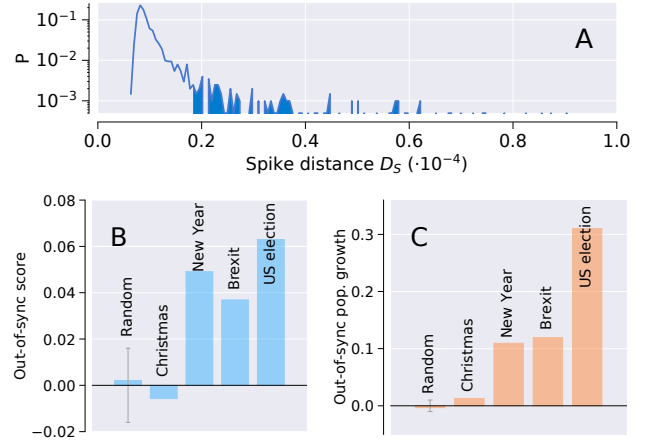 10⁻¹
10⁻²
10⁻³
P
A
0.0 0.2 0.4 0.6 0.8 1.0
Spike distance D_S (·10⁻⁴)
0.08
0.06
0.04
0.02
0.00
−0.02
Out-of-sync score
B
Random
Christmas
New Year
Brexit
US election
0.3
0.2
0.1
0.0
Out-of-sync pop. growth
C
Random
Christmas
New Year
Brexit
US election